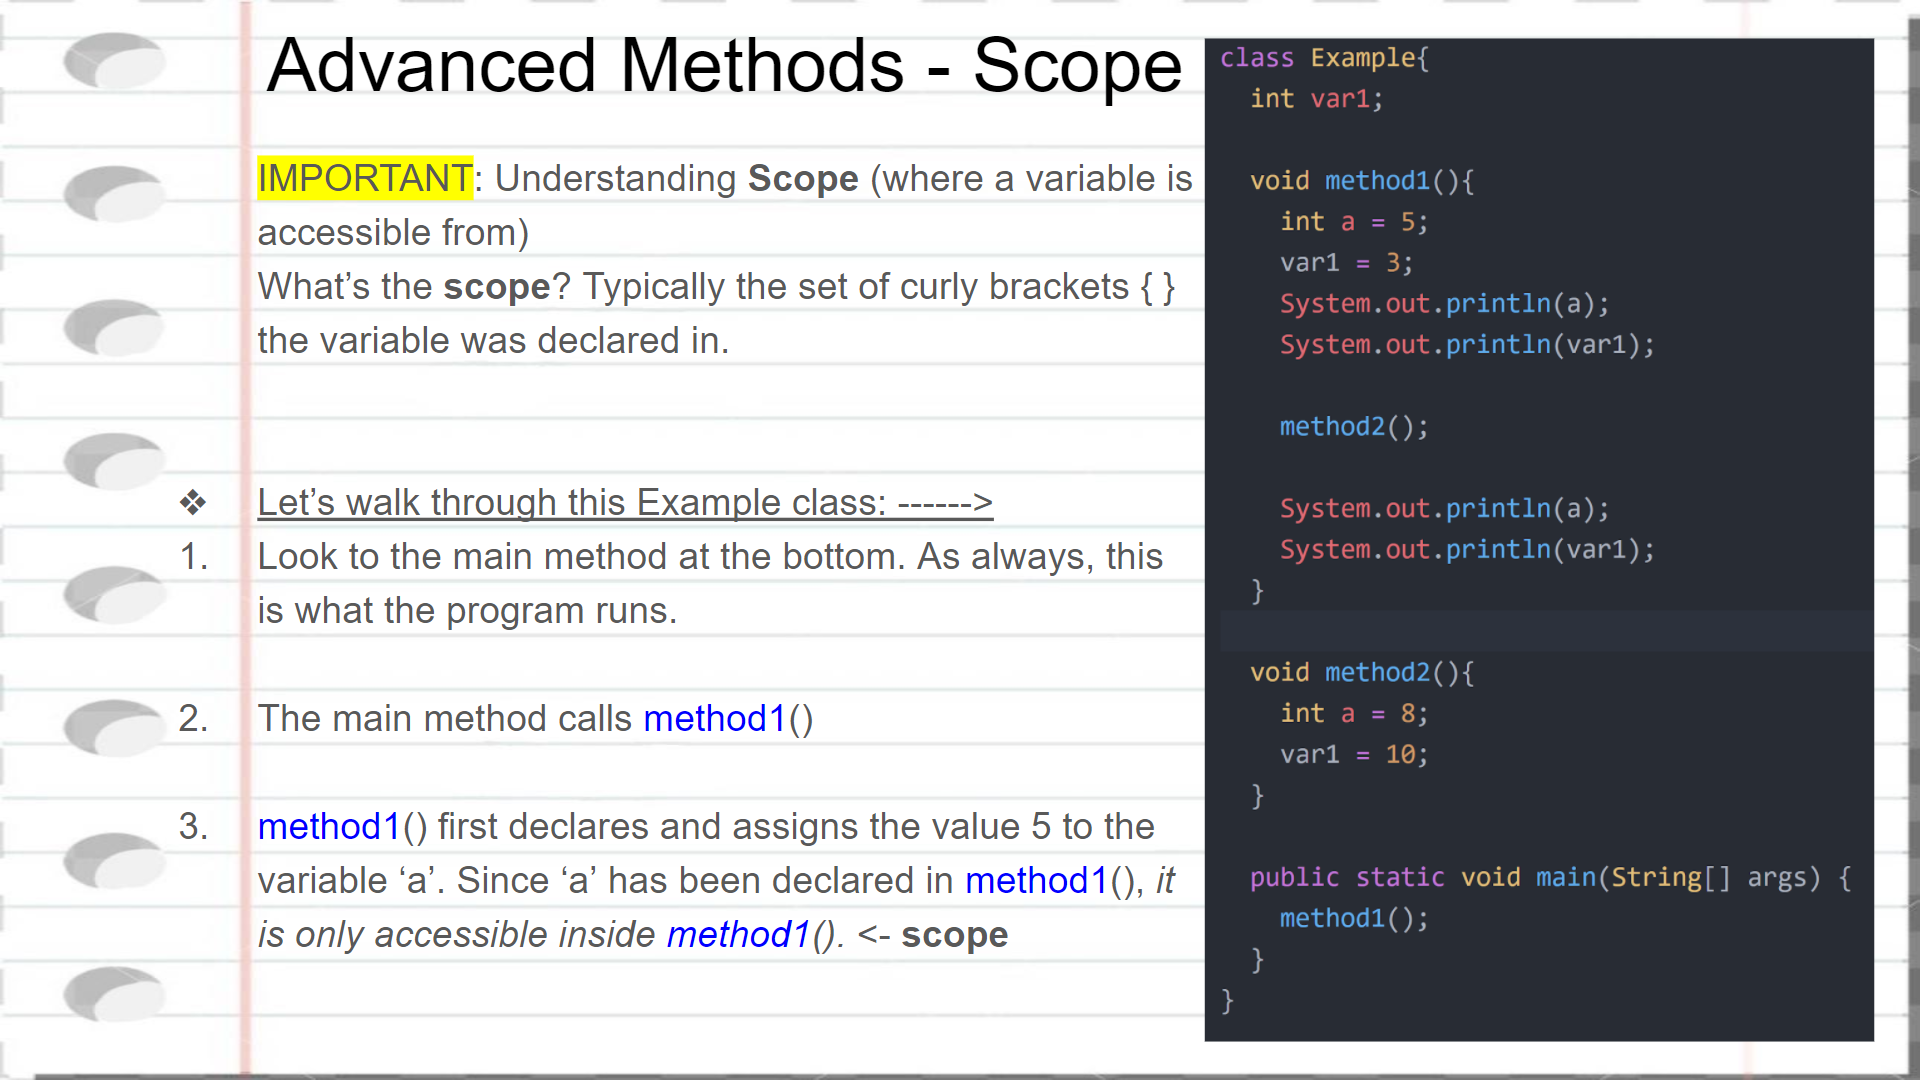 Advanced Methods - Scope
IMPORTANT: Understanding Scope (where a variable is
accessible from)
What’s the scope? Typically the set of curly brackets { }
the variable was declared in.
❖ Let’s walk through this Example class: ------>
1. Look to the main method at the bottom. As always, this
is what the program runs.
2. The main method calls method1()
3. method1() first declares and assigns the value 5 to the
variable ‘a’. Since ‘a’ has been declared in method1(), it
is only accessible inside method1(). <- scope
class Example{
int var1;
void method1(){
int a = 5;
var1 = 3;
System.out.println(a);
System.out.println(var1);
method2();
System.out.println(a);
System.out.println(var1);
}
void method2(){
int a = 8;
var1 = 10;
}
public static void main(String[] args) {
method1();
}
}